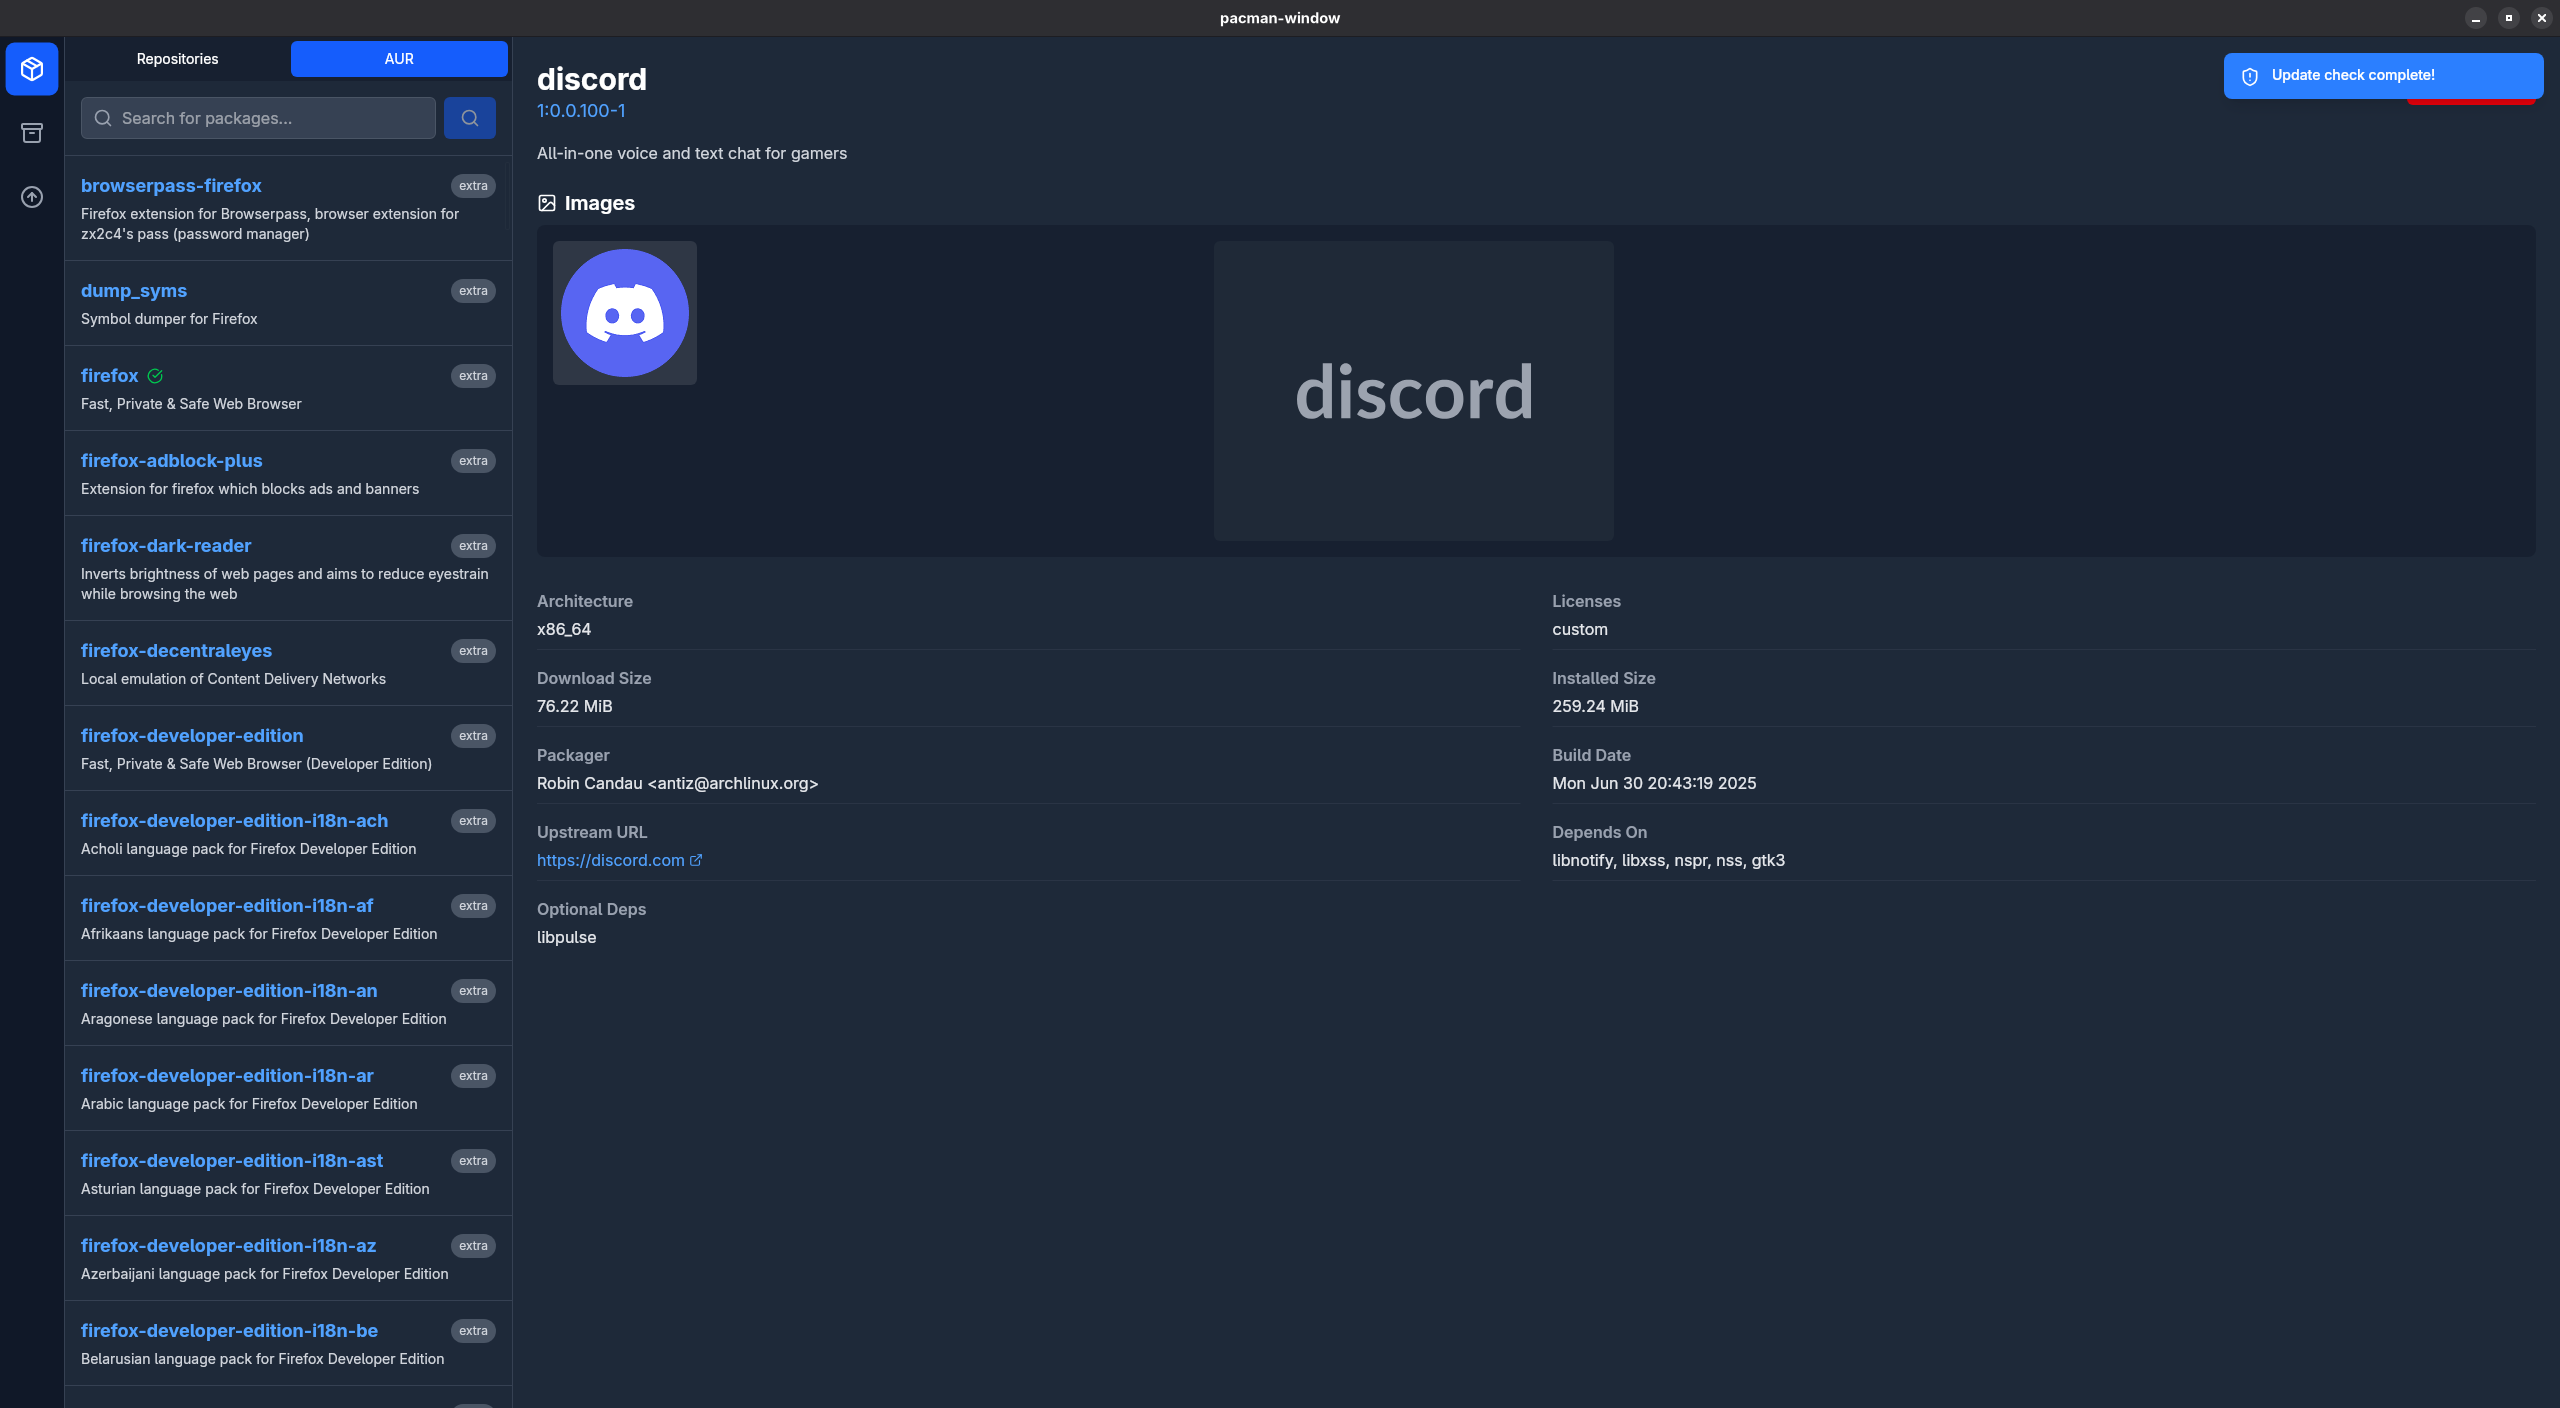 pacman-window
Repositories
AUR
Search for packages...
browserpass-firefox
extra
Firefox extension for Browserpass, browser extension for
zx2c4's pass (password manager)
dump_syms
extra
Symbol dumper for Firefox
firefox
extra
Fast, Private & Safe Web Browser
firefox-adblock-plus
extra
Extension for firefox which blocks ads and banners
firefox-dark-reader
extra
Inverts brightness of web pages and aims to reduce eyestrain
while browsing the web
firefox-decentraleyes
extra
Local emulation of Content Delivery Networks
firefox-developer-edition
extra
Fast, Private & Safe Web Browser (Developer Edition)
firefox-developer-edition-i18n-ach
extra
Acholi language pack for Firefox Developer Edition
firefox-developer-edition-i18n-af
extra
Afrikaans language pack for Firefox Developer Edition
firefox-developer-edition-i18n-an
extra
Aragonese language pack for Firefox Developer Edition
firefox-developer-edition-i18n-ar
extra
Arabic language pack for Firefox Developer Edition
firefox-developer-edition-i18n-ast
extra
Asturian language pack for Firefox Developer Edition
firefox-developer-edition-i18n-az
extra
Azerbaijani language pack for Firefox Developer Edition
firefox-developer-edition-i18n-be
extra
Belarusian language pack for Firefox Developer Edition
discord
1:0.0.100-1
Update check complete!
All-in-one voice and text chat for gamers
Images
discord
Architecture
x86_64
Licenses
custom
Download Size
76.22 MiB
Installed Size
259.24 MiB
Packager
Robin Candau <antiz@archlinux.org>
Build Date
Mon Jun 30 20:43:19 2025
Upstream URL
https://discord.com
Depends On
libnotify, libxss, nspr, nss, gtk3
Optional Deps
libpulse